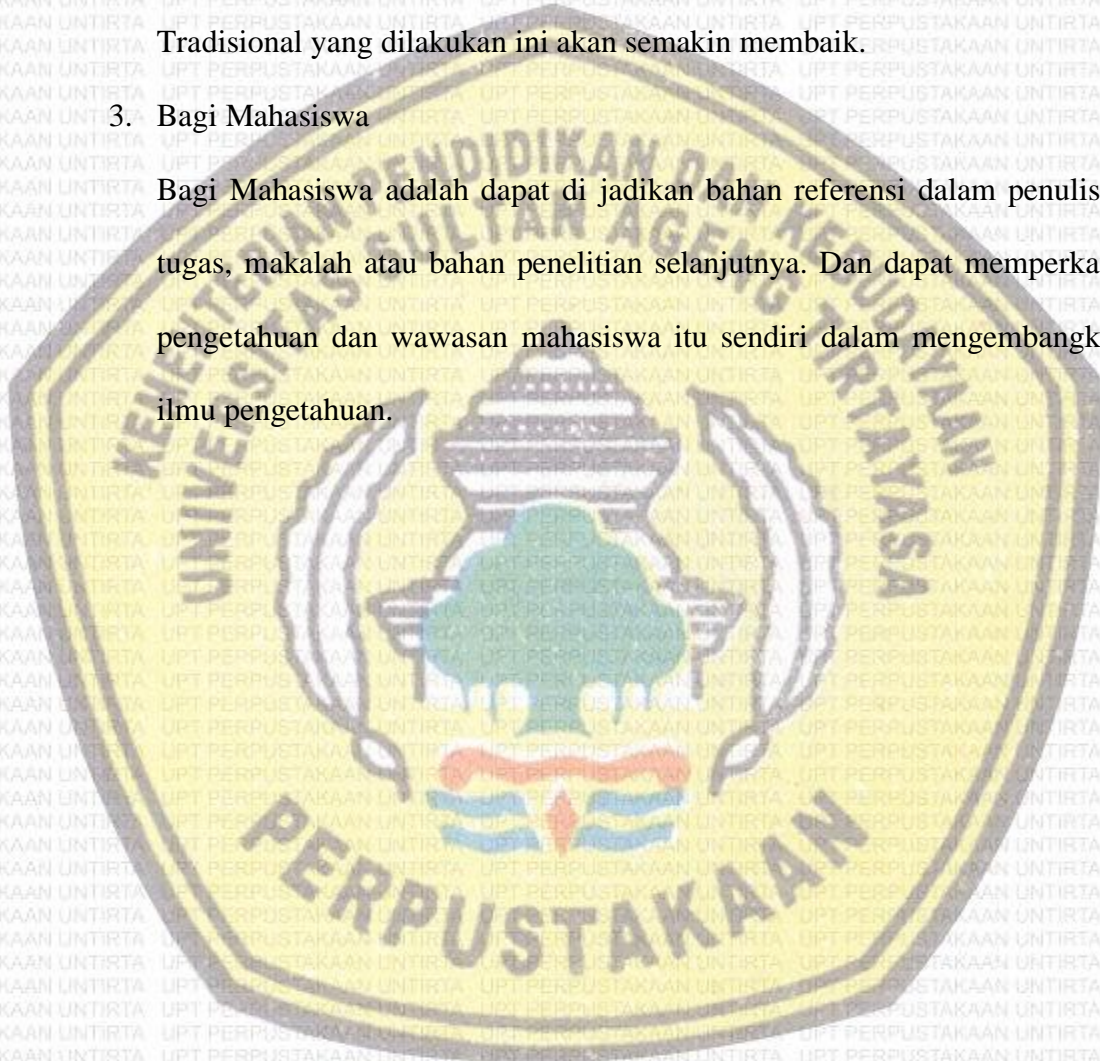 Tradisional yang dilakukan ini akan semakin membaik.
3. Bagi Mahasiswa
Bagi Mahasiswa adalah dapat di jadikan bahan referensi dalam penulis
tugas, makalah atau bahan penelitian selanjutnya. Dan dapat memperka
pengetahuan dan wawasan mahasiswa itu sendiri dalam mengembangk
ilmu pengetahuan.
KEMENTERIAN PENDIDIKAN DAN KEBUDAYAAN
UNIVERSITAS SULTAN AGENG TIRTAYASA
PERPUSTAKAAN